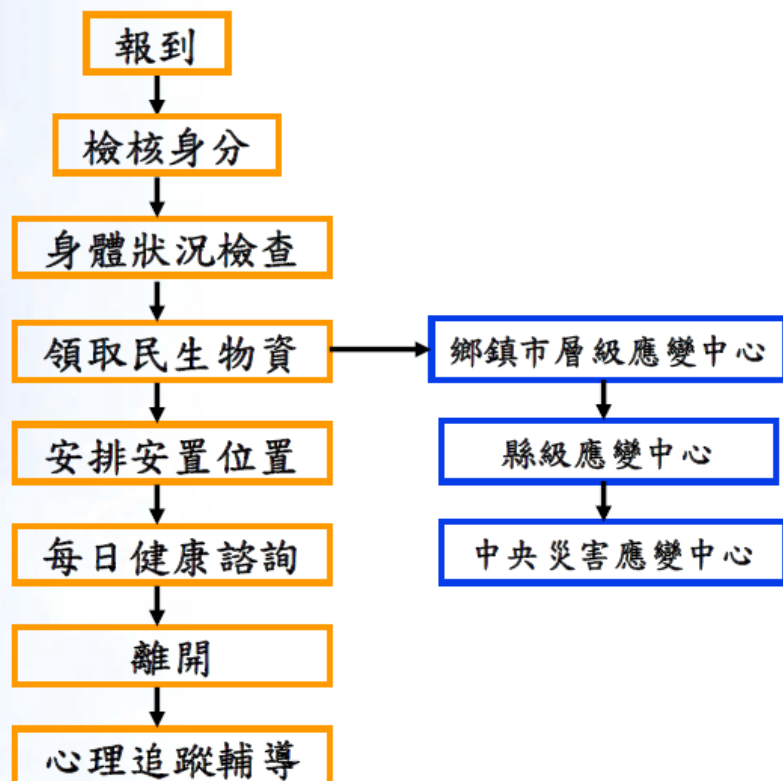 報到
檢核身分
身體狀況檢查
領取民生物資
安排安置位置
每日健康諮詢
離開
心理追蹤輔導
鄉鎮市層級應變中心
縣級應變中心
中央災害應變中心